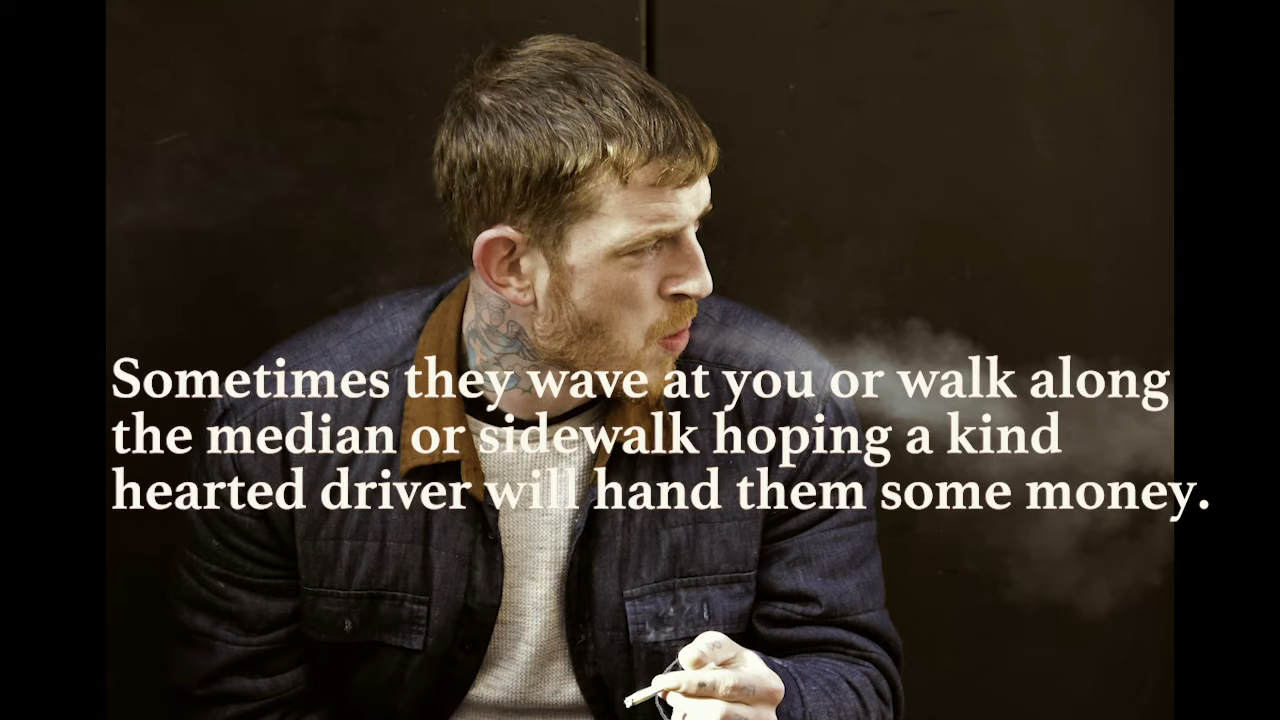 Sometimes they wave at you or walk along
the median or sidewalk hoping a kind
hearted driver will hand them some money.